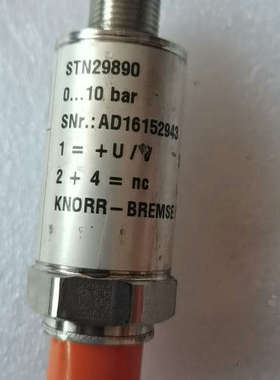 STN29890
0...10 bar
SNr.: AD16152943
1 = +U /
2 + 4 = nc
KNORR-BREMSE